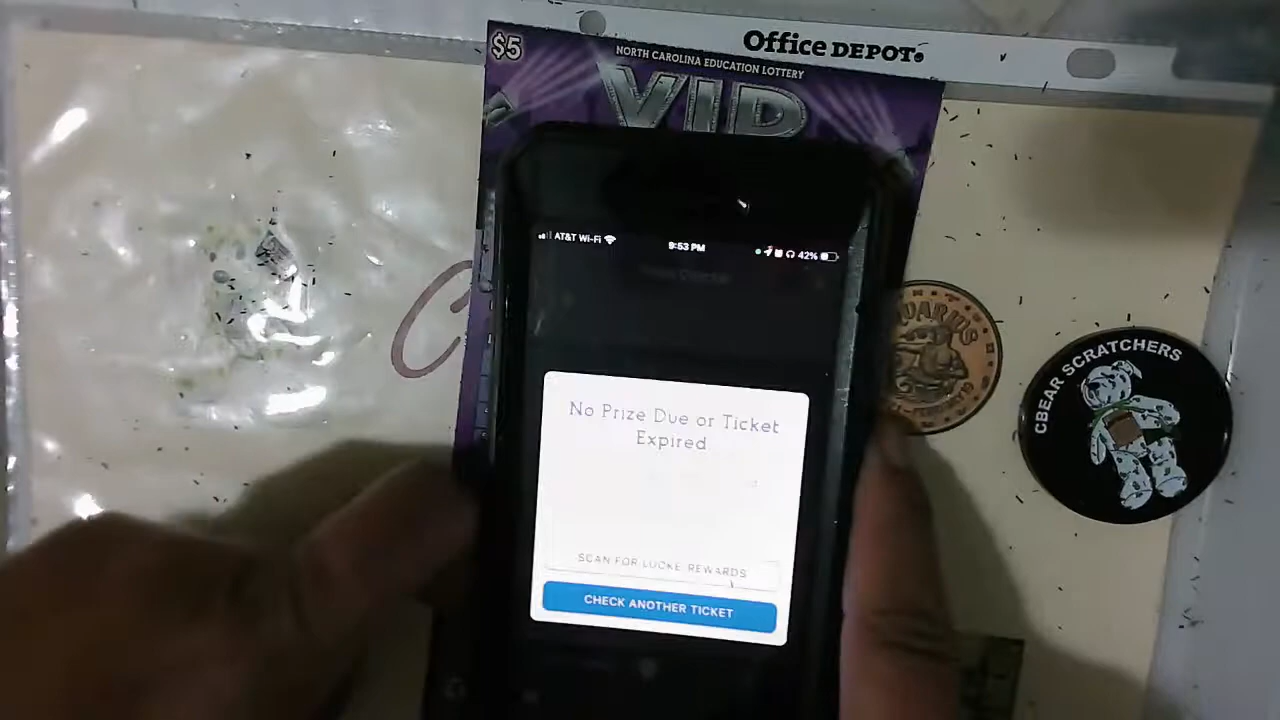 Office DEPOT.
$5
NORTH CAROLINA EDUCATION LOTTERY
VIP
AT&T Wi-Fi
9:53 PM
42%
No Prize Due or Ticket
Expired
SCAN FOR LUCKE REWARDS
CHECK ANOTHER TICKET
CBEAR SCRATCHERS
C